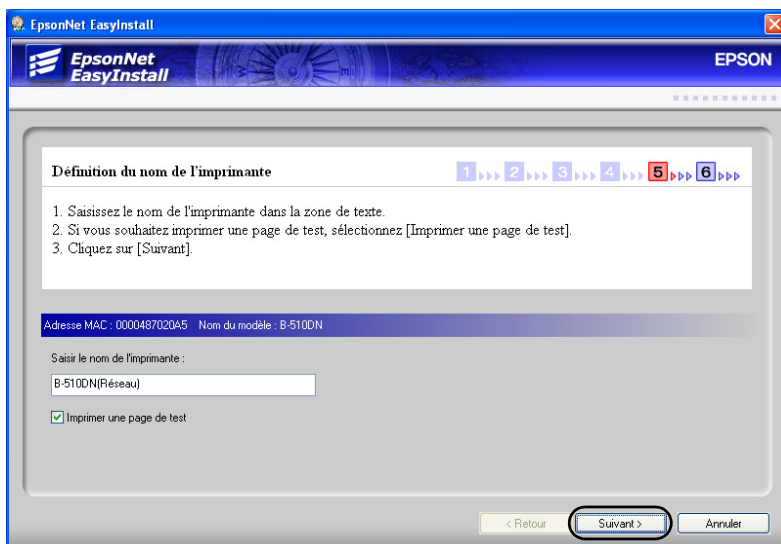 EpsonNet EasyInstall
EpsonNet
EasyInstall
EPSON
Définition du nom de l'imprimante
1 2 3 4 5 6
1. Saisissez le nom de l'imprimante dans la zone de texte.
2. Si vous souhaitez imprimer une page de test, sélectionnez [Imprimer une page de test].
3. Cliquez sur [Suivant].
Adresse MAC : 0000487020A5 Nom du modèle : B-510DN
Saisir le nom de l'imprimante :
B-510DN(Réseau)
Imprimer une page de test
< Retour
Suivant >
Annuler